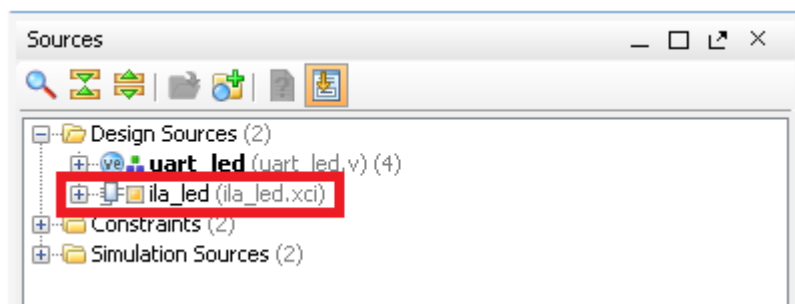 Sources
Design Sources (2)
uart_led (uart_led.v) (4)
ila_led (ila_led.xci)
Constraints (2)
Simulation Sources (2)